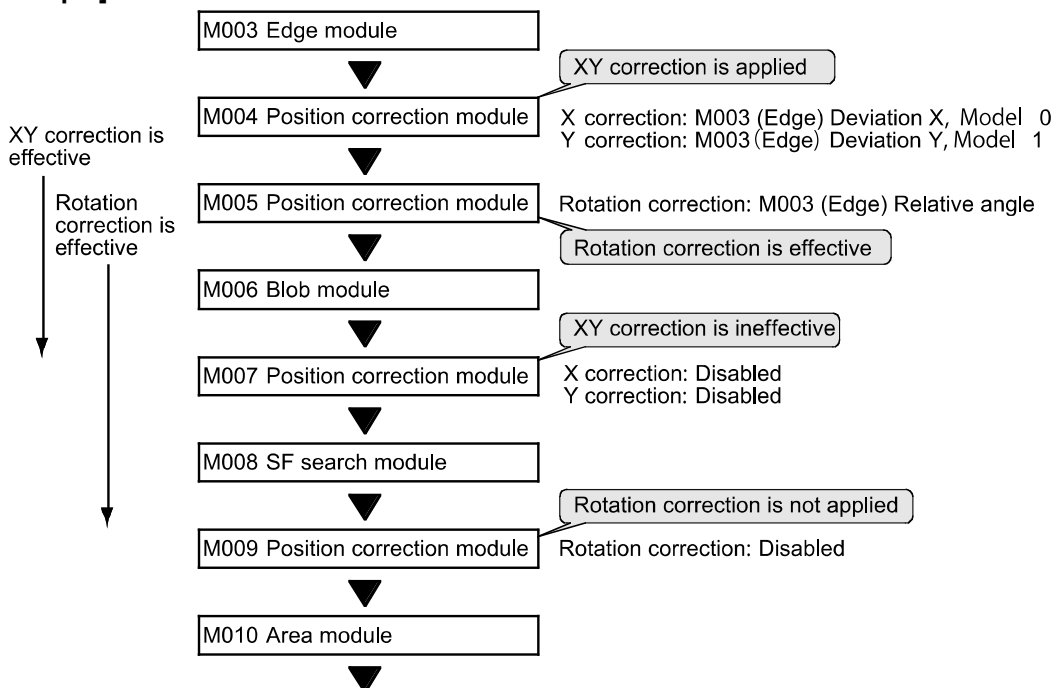 M003 Edge module
XY correction is applied
M004 Position correction module
X correction: M003 (Edge) Deviation X, Model 0
Y correction: M003 (Edge) Deviation Y, Model 1
XY correction is
effective
Rotation
correction is
effective
M005 Position correction module
Rotation correction: M003 (Edge) Relative angle
Rotation correction is effective
M006 Blob module
XY correction is ineffective
M007 Position correction module
X correction: Disabled
Y correction: Disabled
M008 SF search module
Rotation correction is not applied
M009 Position correction module
Rotation correction: Disabled
M010 Area module